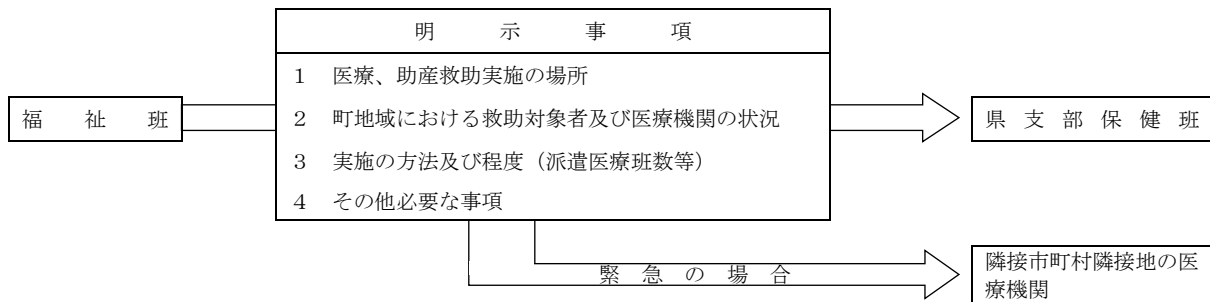 明示事項
1 医療、助産救助実施の場所
福祉班
2 町地域における救助対象者及び医療機関の状況
県支部保健班
3 実施の方法及び程度（派遣医療班数等）
4 その他必要な事項
緊急の場合
隣接市町村隣接地の医
療機関